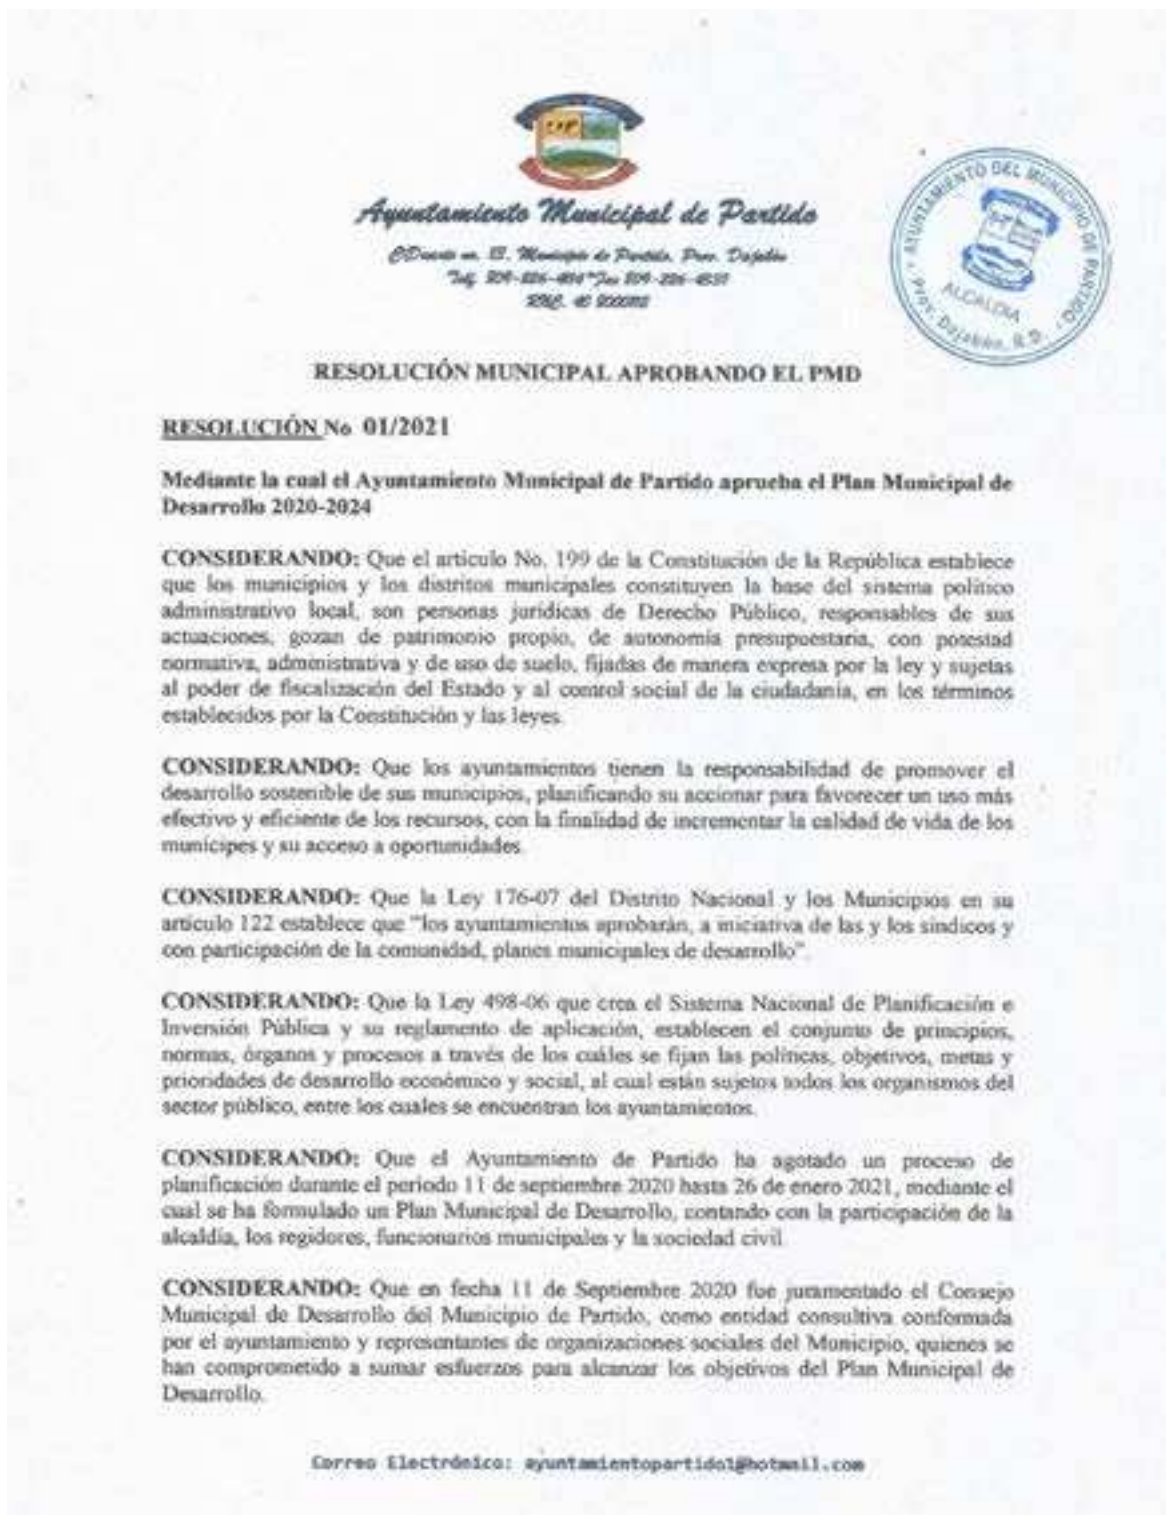 Ayuntamiento Municipal de Partido
C/Duarte no. 13, Municipio de Partido, Prov. Dajabón
RESOLUCIÓN MUNICIPAL APROBANDO EL PMD
RESOLUCIÓN No 01/2021
Mediante la cual el Ayuntamiento Municipal de Partido aprueba el Plan Municipal de
Desarrollo 2020-2024
CONSIDERANDO: Que el artículo No. 199 de la Constitución de la República establece
que los municipios y los distritos municipales constituyen la base del sistema político
administrativo local, son personas jurídicas de Derecho Público, responsables de sus
actuaciones, gozan de patrimonio propio, de autonomía presupuestaria, con potestad
normativa, administrativa y de uso de suelo, fijadas de manera expresa por la ley y sujetas
al poder de fiscalización del Estado y al control social de la ciudadanía, en los términos
establecidos por la Constitución y las leyes.
CONSIDERANDO: Que los ayuntamientos tienen la responsabilidad de promover el
desarrollo sostenible de sus municipios, planificando su accionar para favorecer un uso más
efectivo y eficiente de los recursos, con la finalidad de incrementar la calidad de vida de los
munícipes y su acceso a oportunidades.
CONSIDERANDO: Que la Ley 176-07 del Distrito Nacional y los Municipios en su
artículo 122 establece que "los ayuntamientos aprobarán, a iniciativa de las y los síndicos y
con participación de la comunidad, planes municipales de desarrollo".
CONSIDERANDO: Que la Ley 498-06 que crea el Sistema Nacional de Planificación e
Inversión Pública y su reglamento de aplicación, establecen el conjunto de principios,
normas, órganos y procesos a través de los cuáles se fijan las políticas, objetivos, metas y
prioridades de desarrollo económico y social, al cual están sujetos todos los organismos del
sector público, entre los cuales se encuentran los ayuntamientos.
CONSIDERANDO: Que el Ayuntamiento de Partido ha agotado un proceso de
planificación durante el periodo 11 de septiembre 2020 hasta 26 de enero 2021, mediante el
cual se ha formulado un Plan Municipal de Desarrollo, contando con la participación de la
alcaldía, los regidores, funcionarios municipales y la sociedad civil.
CONSIDERANDO: Que en fecha 11 de Septiembre 2020 fue juramentado el Consejo
Municipal de Desarrollo del Municipio de Partido, como entidad consultiva conformada
por el ayuntamiento y representantes de organizaciones sociales del Municipio, quienes se
han comprometido a sumar esfuerzos para alcanzar los objetivos del Plan Municipal de
Desarrollo.
Correo Electrónico: ayuntamientopartido1@hotmail.com
AYUNTAMIENTO DEL MUNICIPIO DE PARTIDO
ALCALDIA
Prov. Dajabón, R.D.